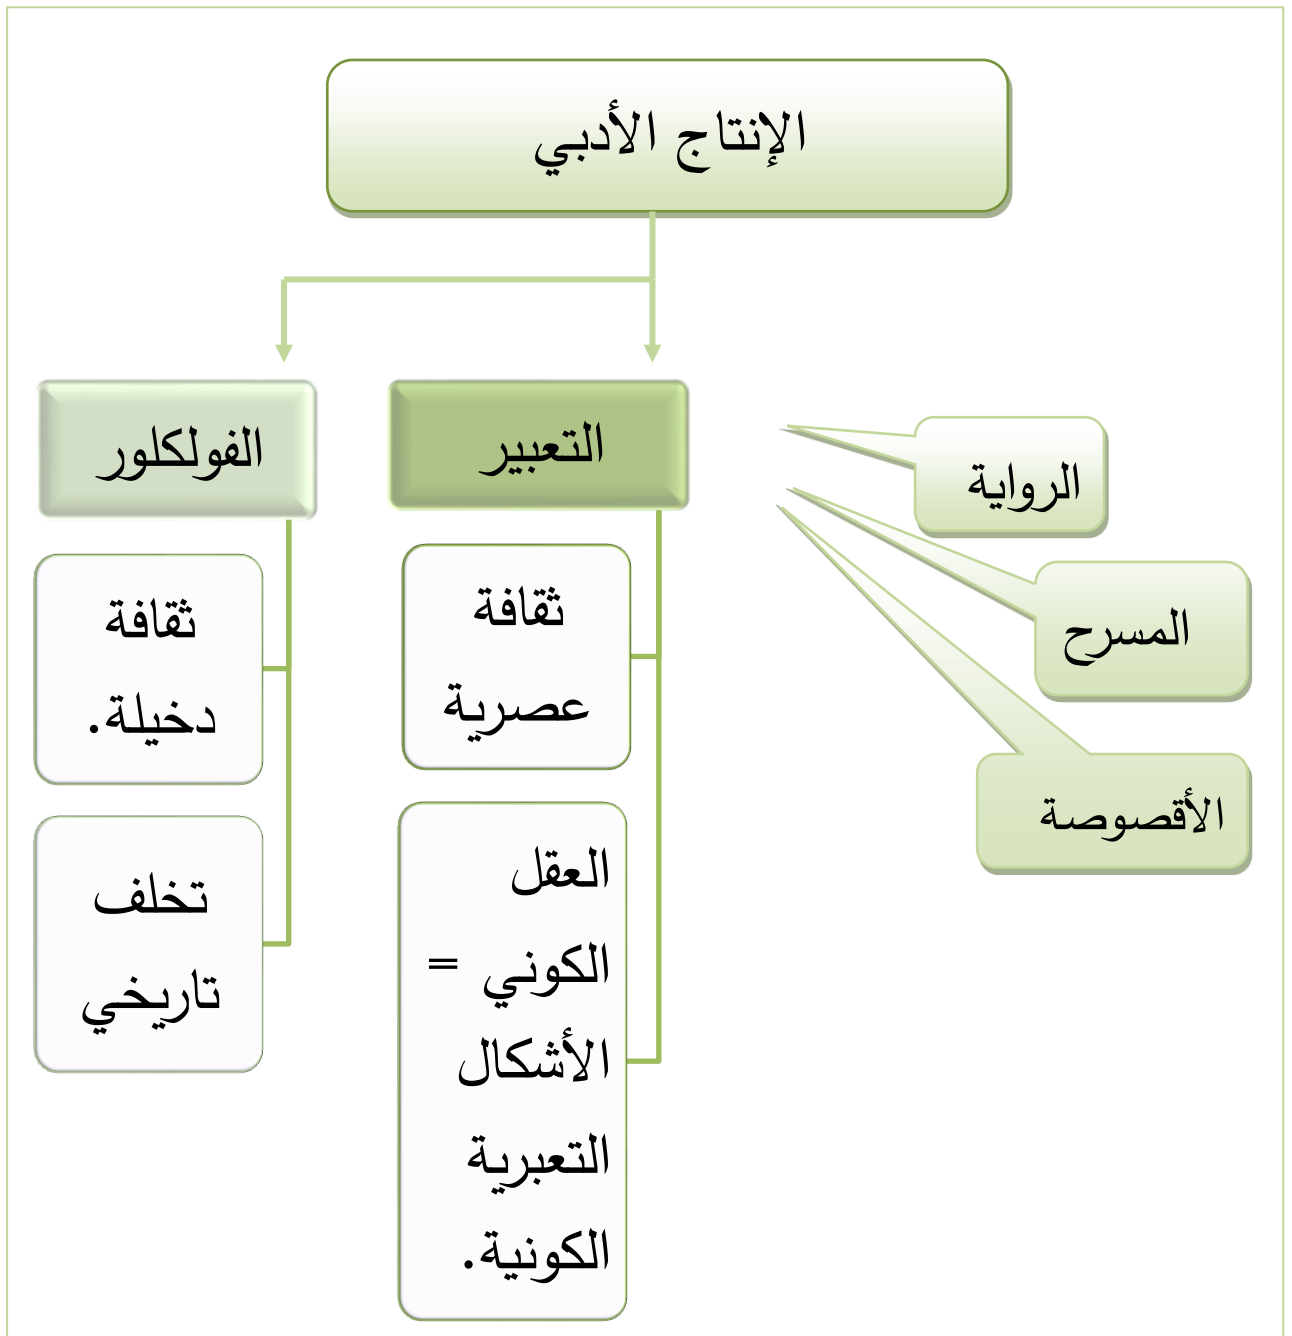 الإنتاج الأدبي
التعبير
الفولكلور
الرواية
المسرح
الأقصوصة
ثقافة
عصرية
العقل
الكوني =
الأشكال
التعبرية
الكونية.
ثقافة
دخيلة.
تخلف
تاريخي